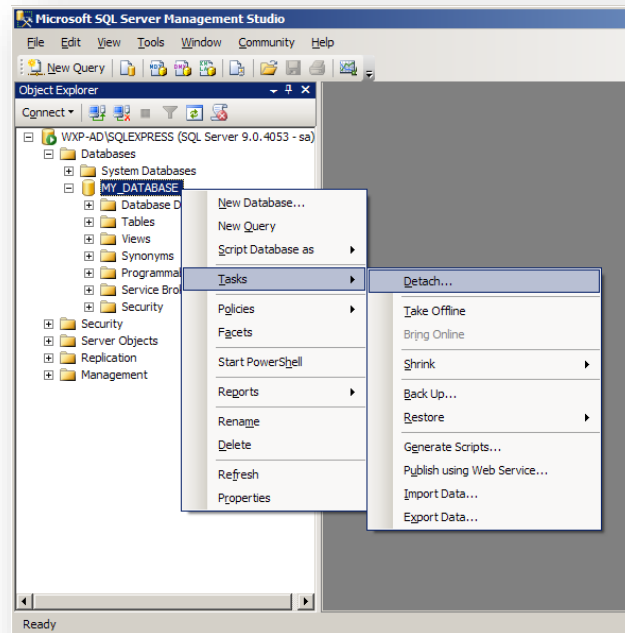 Microsoft SQL Server Management Studio
File Edit View Tools Window Community Help
New Query
Object Explorer
Connect
WXP-AD\SQLEXPRESS (SQL Server 9.0.4053 - sa)
Databases
System Databases
MY_DATABASE
Database D
Tables
Views
Synonyms
Programmal
Service Brol
Security
Security
Server Objects
Replication
Management
New Database...
New Query
Script Database as
Tasks
Policies
Facets
Start PowerShell
Reports
Rename
Delete
Refresh
Properties
Detach...
Take Offline
Bring Online
Shrink
Back Up...
Restore
Generate Scripts...
Publish using Web Service...
Import Data...
Export Data...
Ready